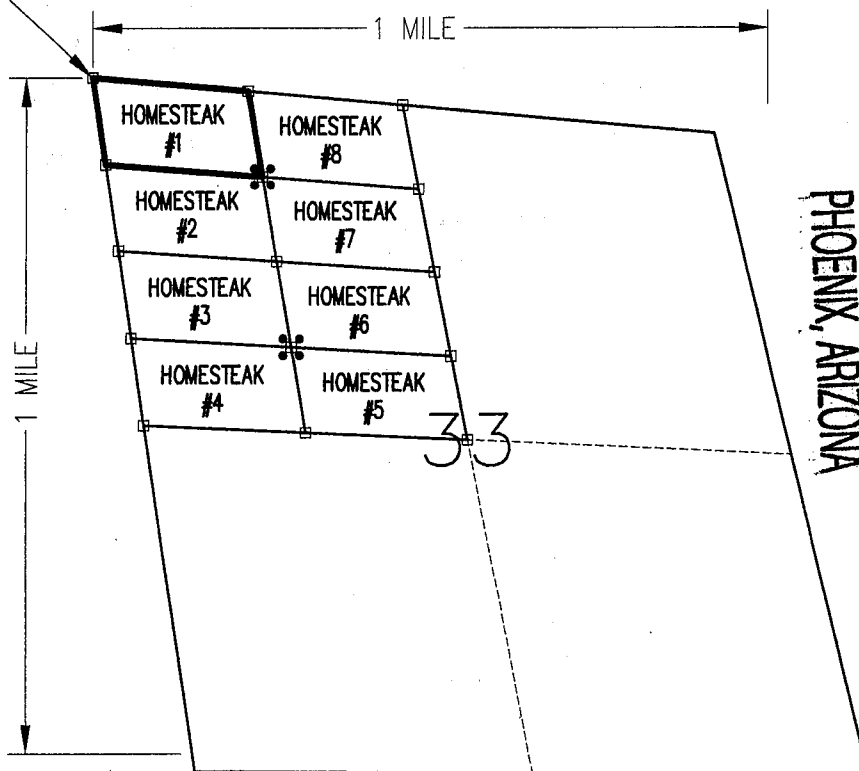 1 MILE
HOMESTEAK
#1
HOMESTEAK
#8
HOMESTEAK
#2
HOMESTEAK
#7
HOMESTEAK
#3
HOMESTEAK
#6
HOMESTEAK
#4
HOMESTEAK
#5
33
1 MILE
PHOENIX, ARIZONA